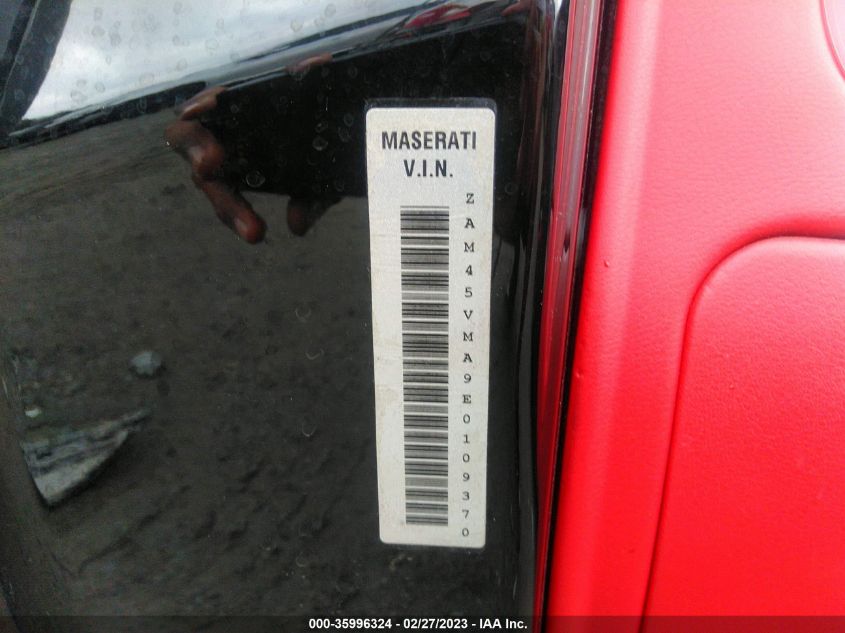 MASERATI
V.I.N.
ZAM45VMA9E0109370
000-35996324 - 02/27/2023 - IAA Inc.